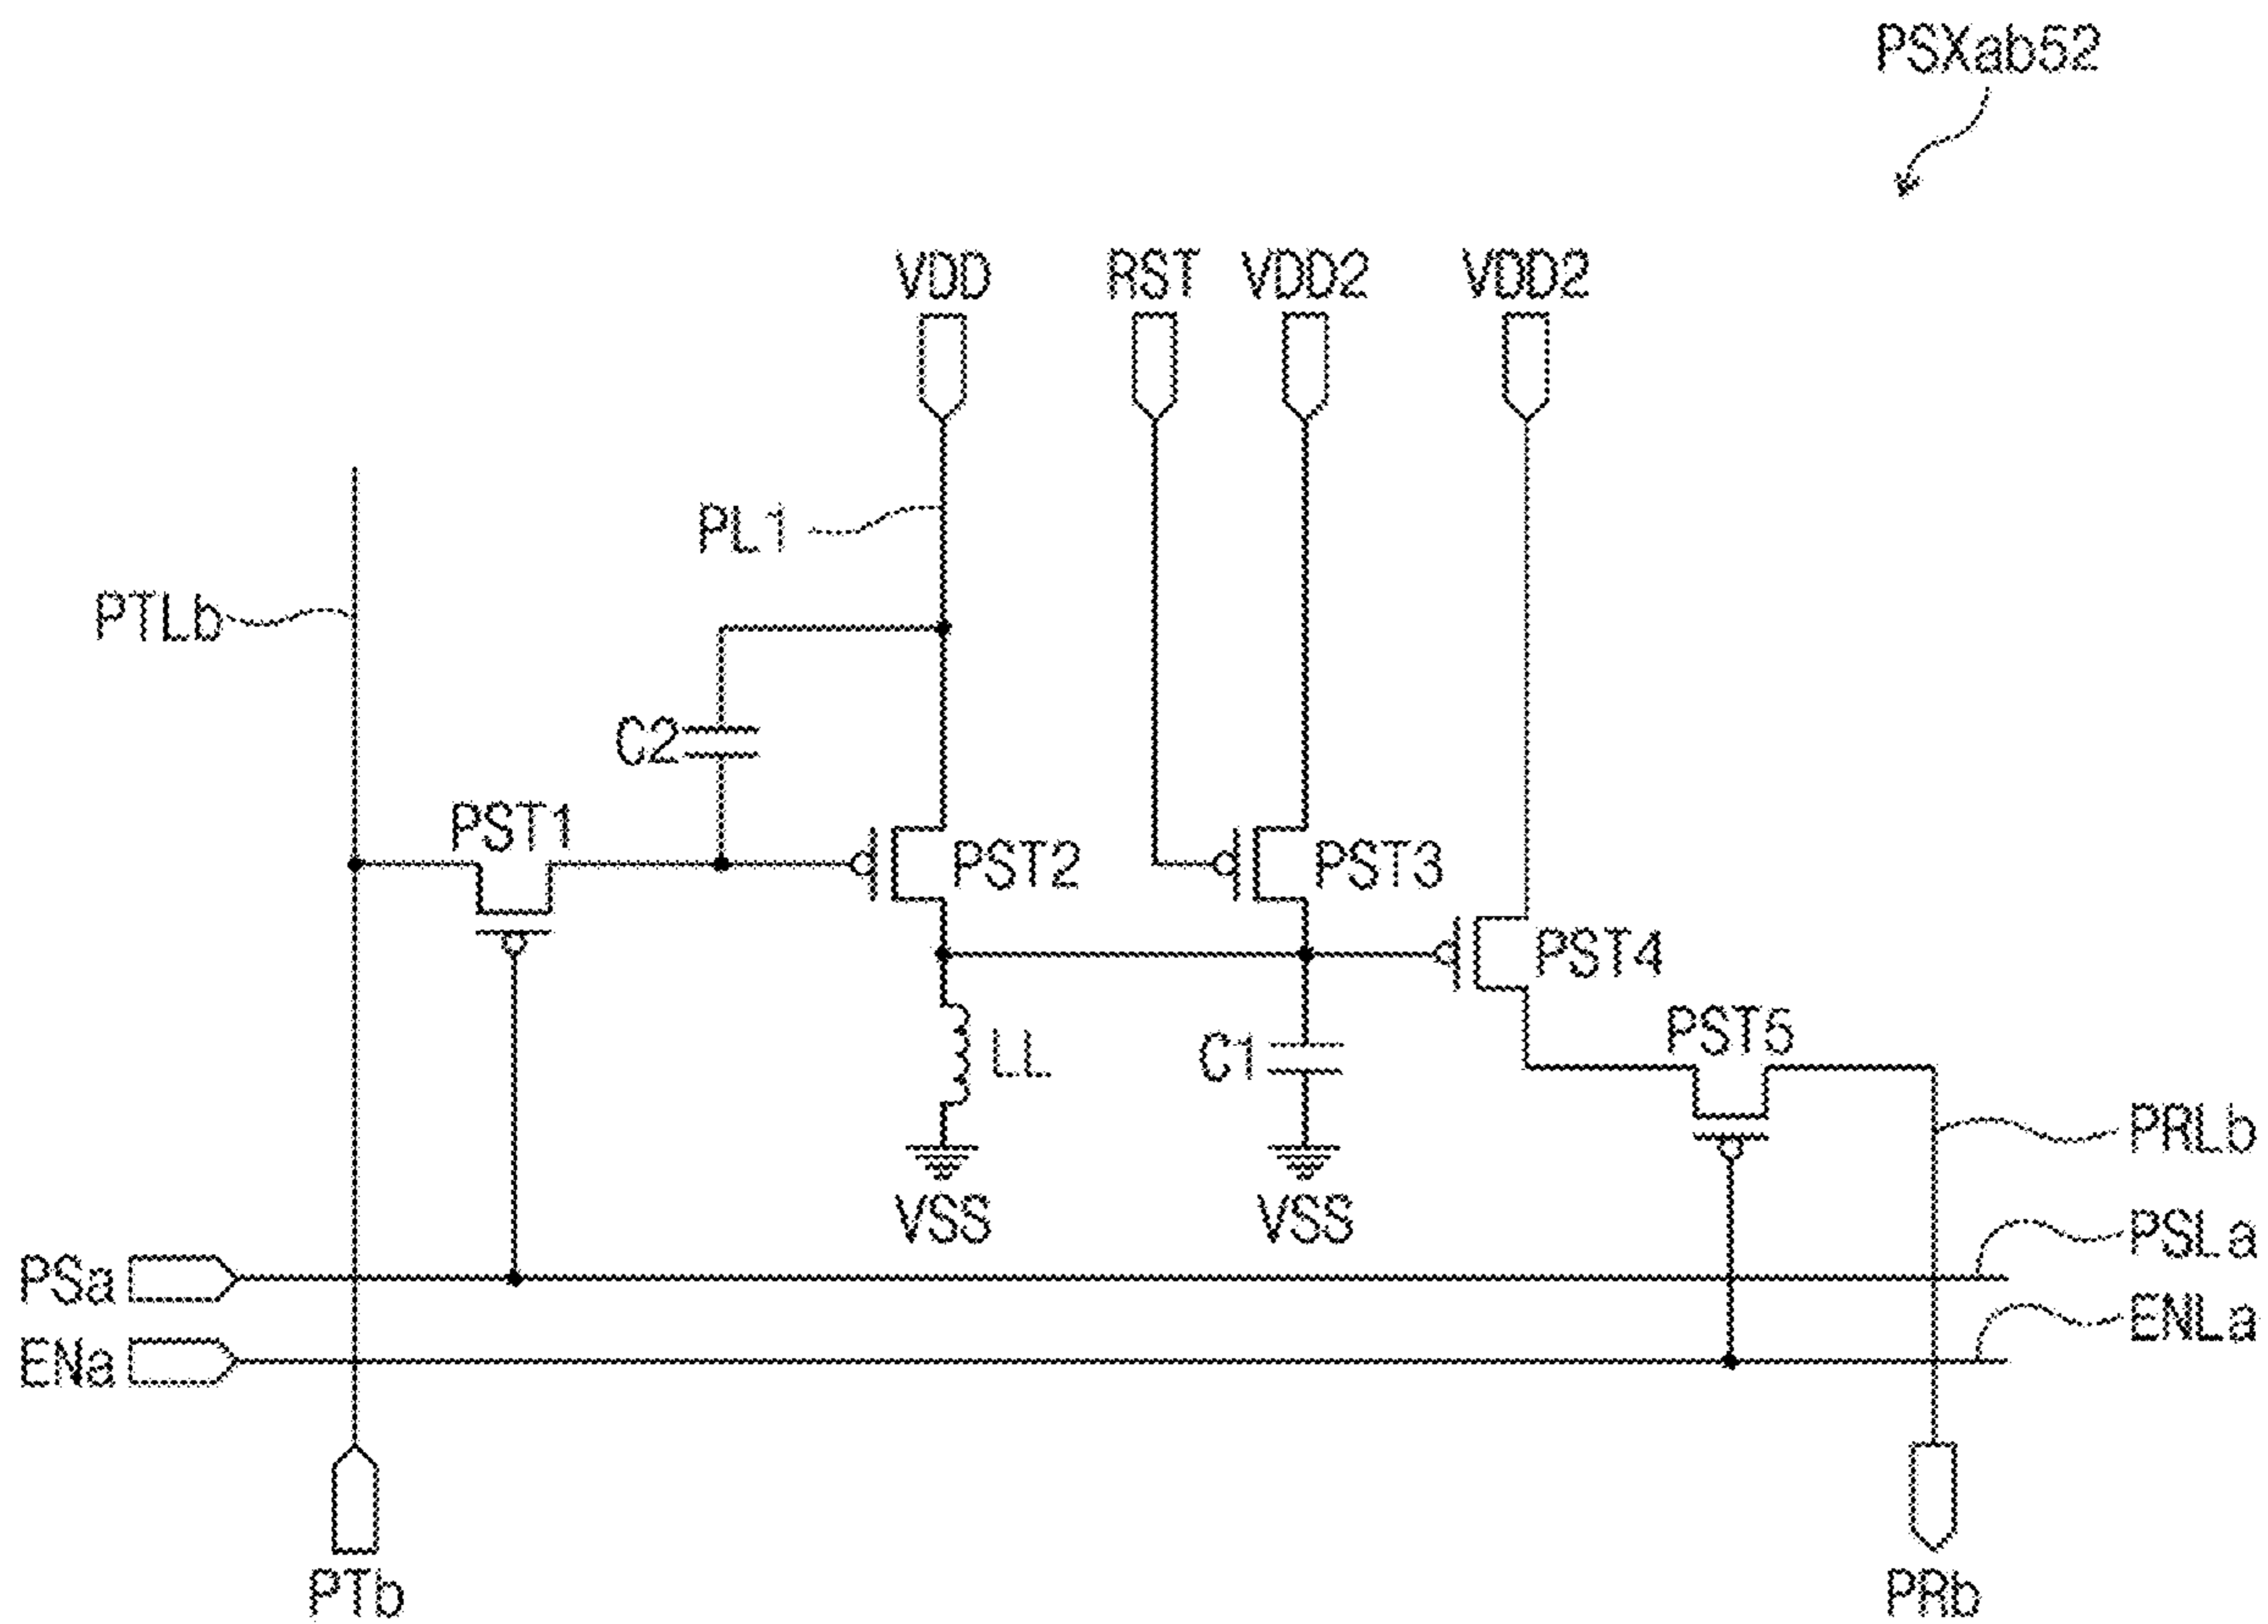 PSXab52
VDD
RST
VDD2
VDD2
PL1
PTLb
C2
PST1
PST2
PST3
PST4
PST5
LL
C1
PRLb
VSS
VSS
PSLa
PSa
ENLa
ENa
PTb
PRb